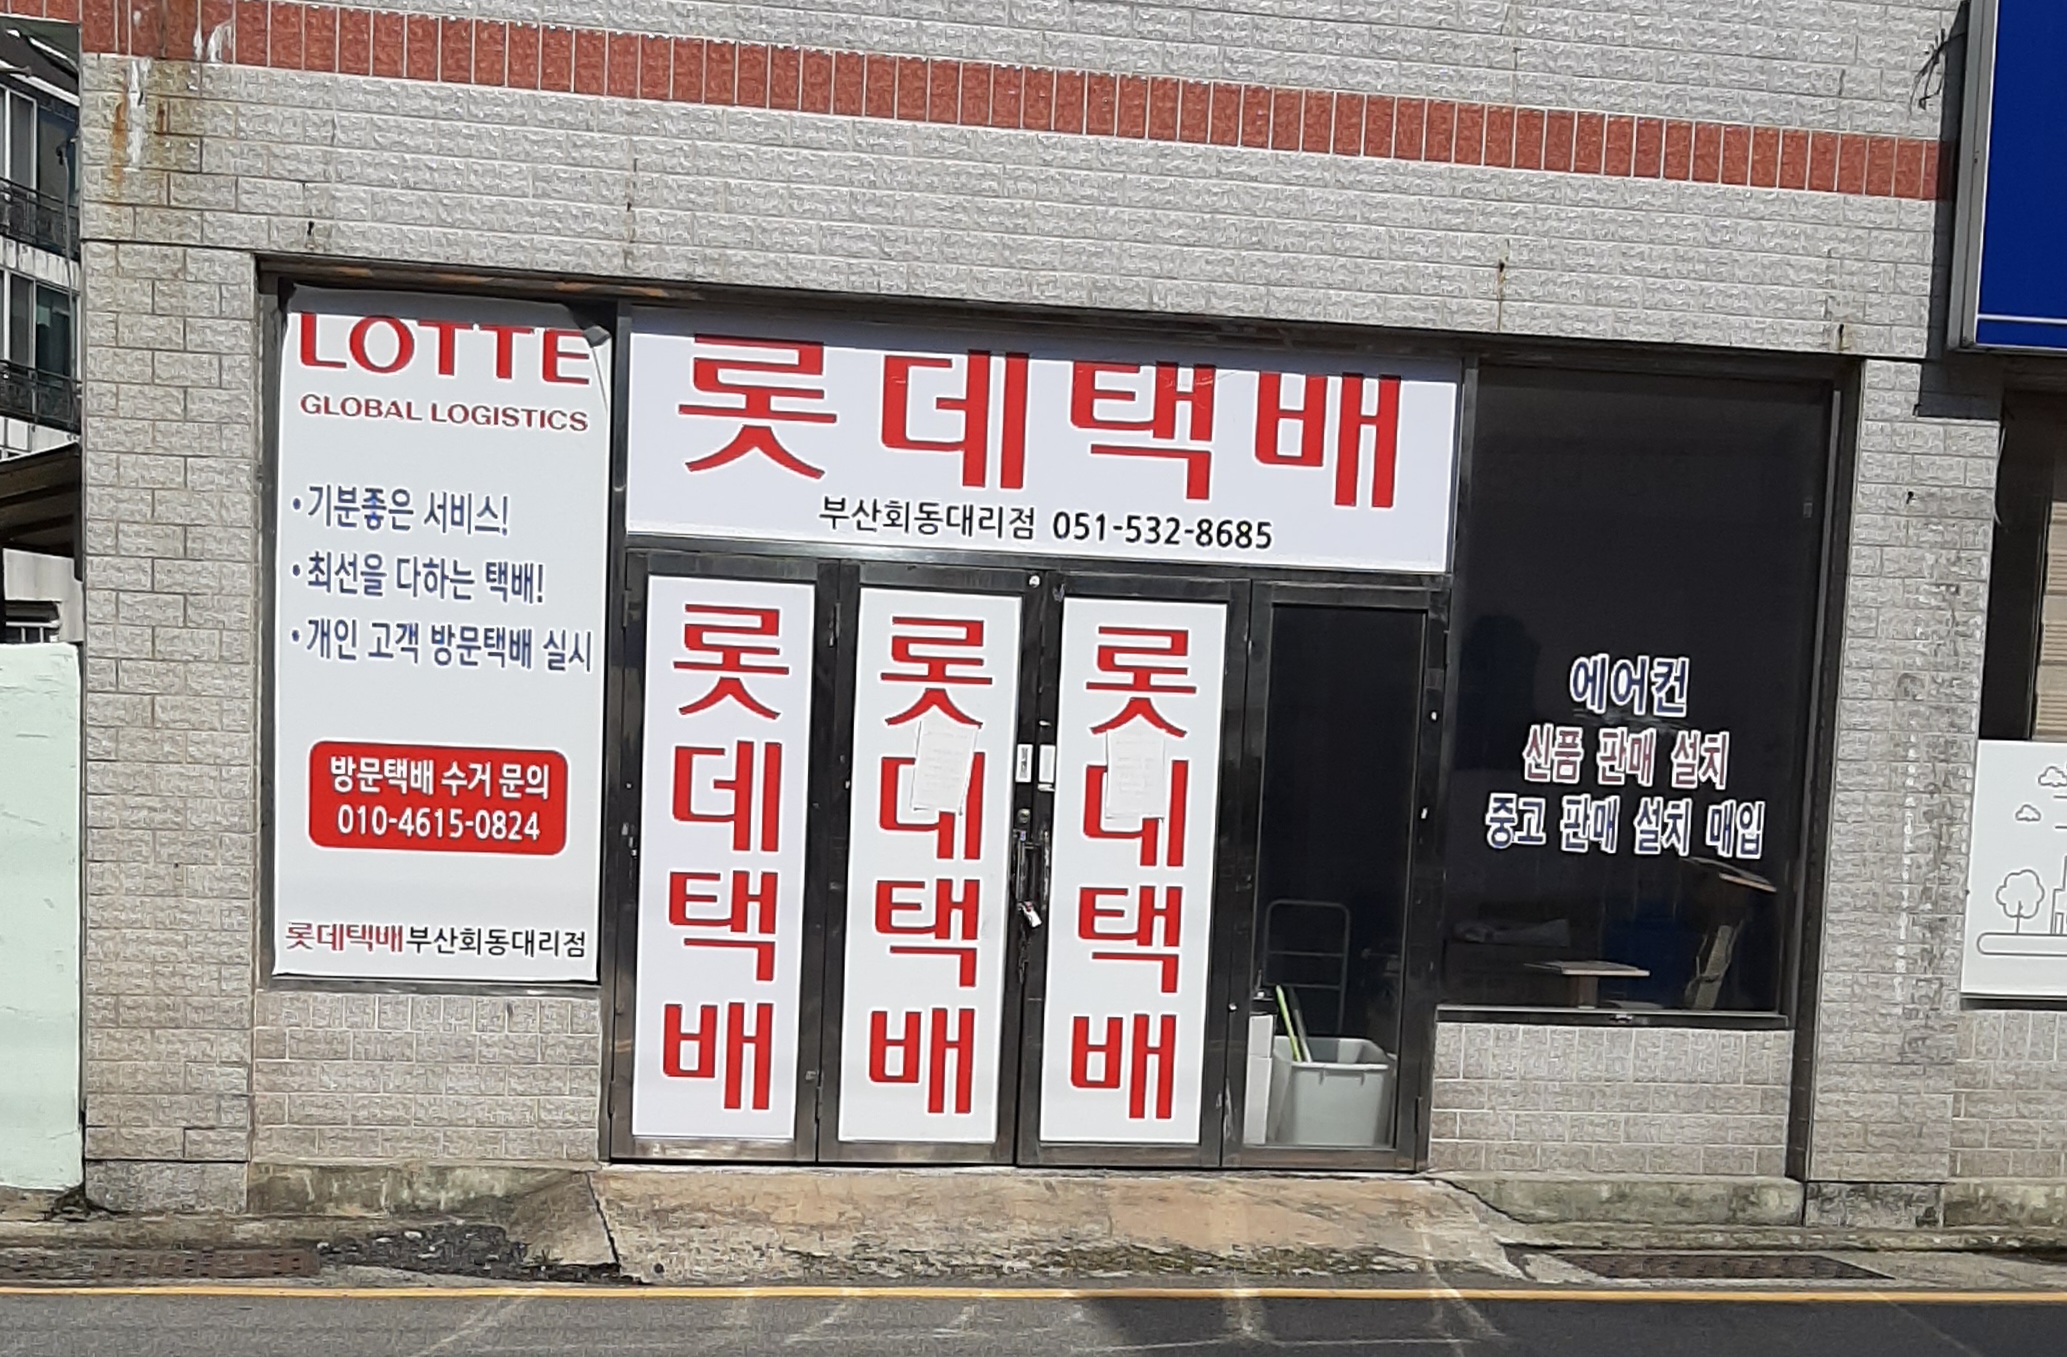 LOTTE
GLOBAL LOGISTICS
• 기분좋은 서비스!
• 최선을 다하는 택배!
• 개인 고객 방문택배 실시
방문택배 수거 문의
010-4615-0824
롯데택배부산회동대리점
롯데택배
부산회동대리점 051-532-8685
롯데택배
롯데택배
롯데택배
에어컨
신품 판매 설치
중고 판매 설치 매입